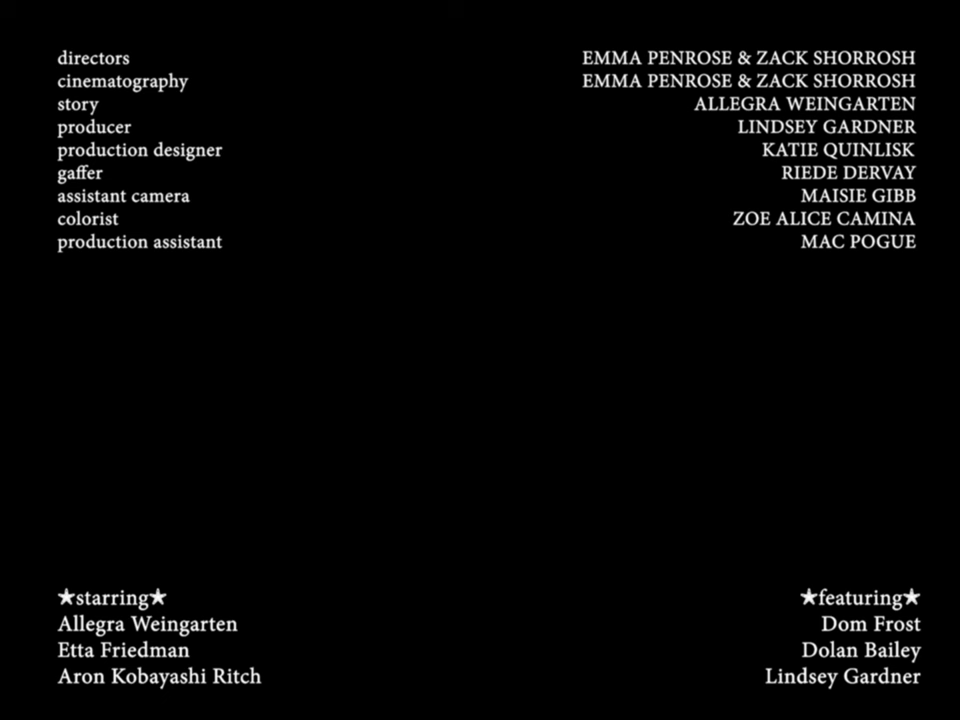 directors EMMA PENROSE & ZACK SHORROSH
cinematography EMMA PENROSE & ZACK SHORROSH
story ALLEGRA WEINGARTEN
producer LINDSEY GARDNER
production designer KATIE QUINLISK
gaffer RIEDE DERVAY
assistant camera MAISIE GIBB
colorist ZOE ALICE CAMINA
production assistant MAC POGUE
★starring★
Allegra Weingarten
Etta Friedman
Aron Kobayashi Ritch
★featuring★
Dom Frost
Dolan Bailey
Lindsey Gardner